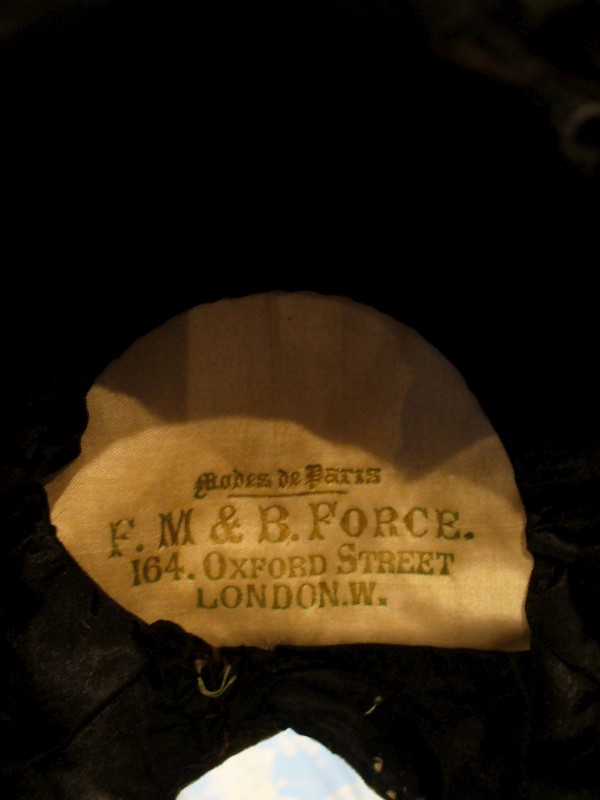 Modes de Paris
F. M & B. FORCE.
164. OXFORD STREET
LONDON.W.